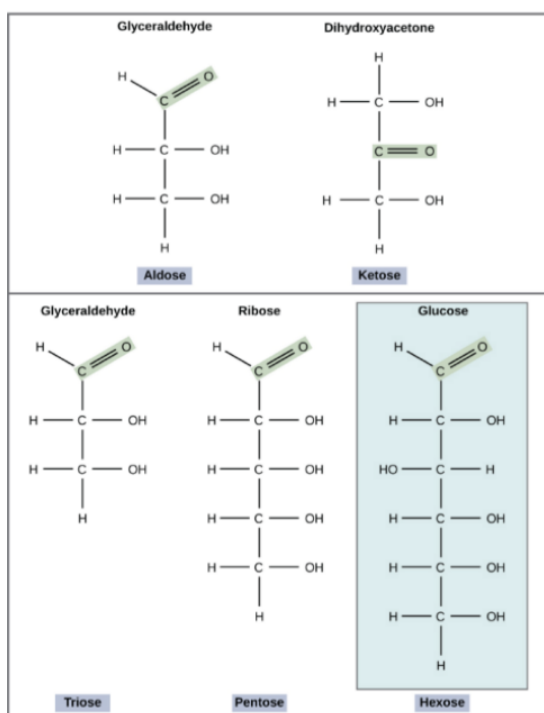 Glyceraldehyde Dihydroxyacetone
H
H O
C H C OH
H C OH C O
H C OH H C OH
H H
Aldose Ketose
Glyceraldehyde Ribose Glucose
H O H O H O
C C C
H C OH H C OH H C OH
H C OH H C OH HO C H
H H C OH H C OH
H C OH H C OH
H H C OH
H
Triose Pentose Hexose